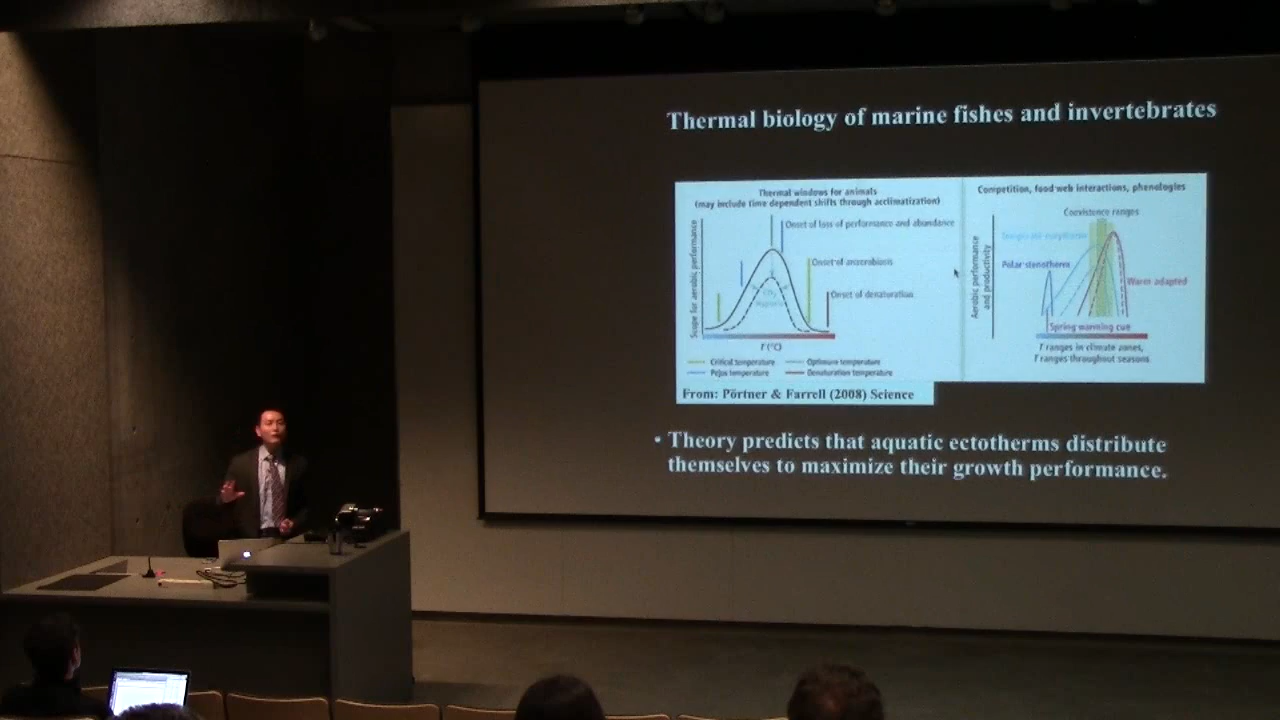 Thermal biology of marine fishes and invertebrates
Thermal windows for animals
(may include time dependent shifts through acclimatization)
Onset of loss of performance and abundance
Onset of anaerobiosis
Onset of denaturation
Scope for aerobic performance
T (°C)
Critical temperature
Optimum temperature
Pejus temperature
Denaturation temperature
Competition, food web interactions, phenologies
Coexistence ranges
Polar stenotherm
Warm adapted
Aerobic performance
and productivity
Spring warming cue
T ranges in climate zones,
T ranges throughout seasons
From: Pörtner & Farrell (2008) Science
• Theory predicts that aquatic ectotherms distribute
themselves to maximize their growth performance.